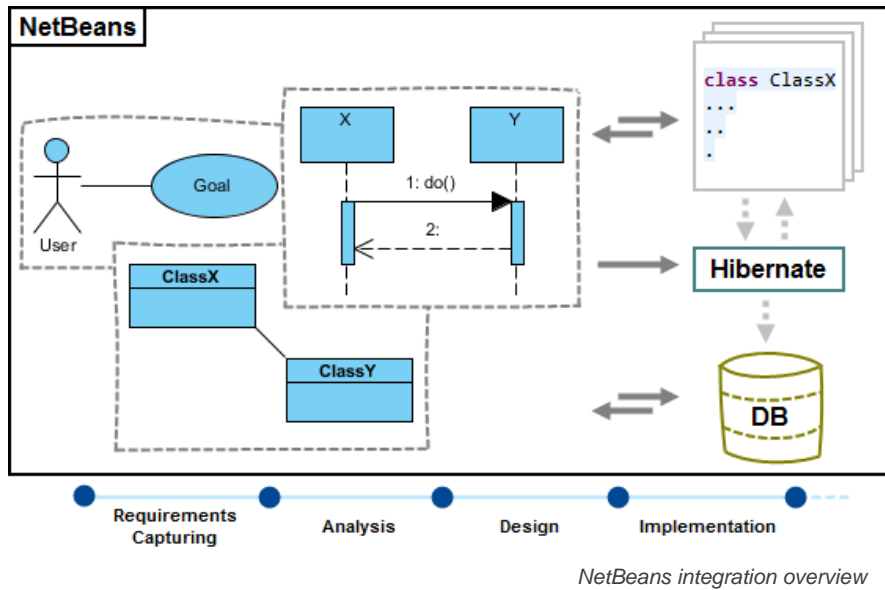 NetBeans
User
Goal
X
Y
1: do()
2:
ClassX
ClassY
class ClassX
...
..
.
Hibernate
DB
Requirements
Capturing
Analysis
Design
Implementation
NetBeans integration overview